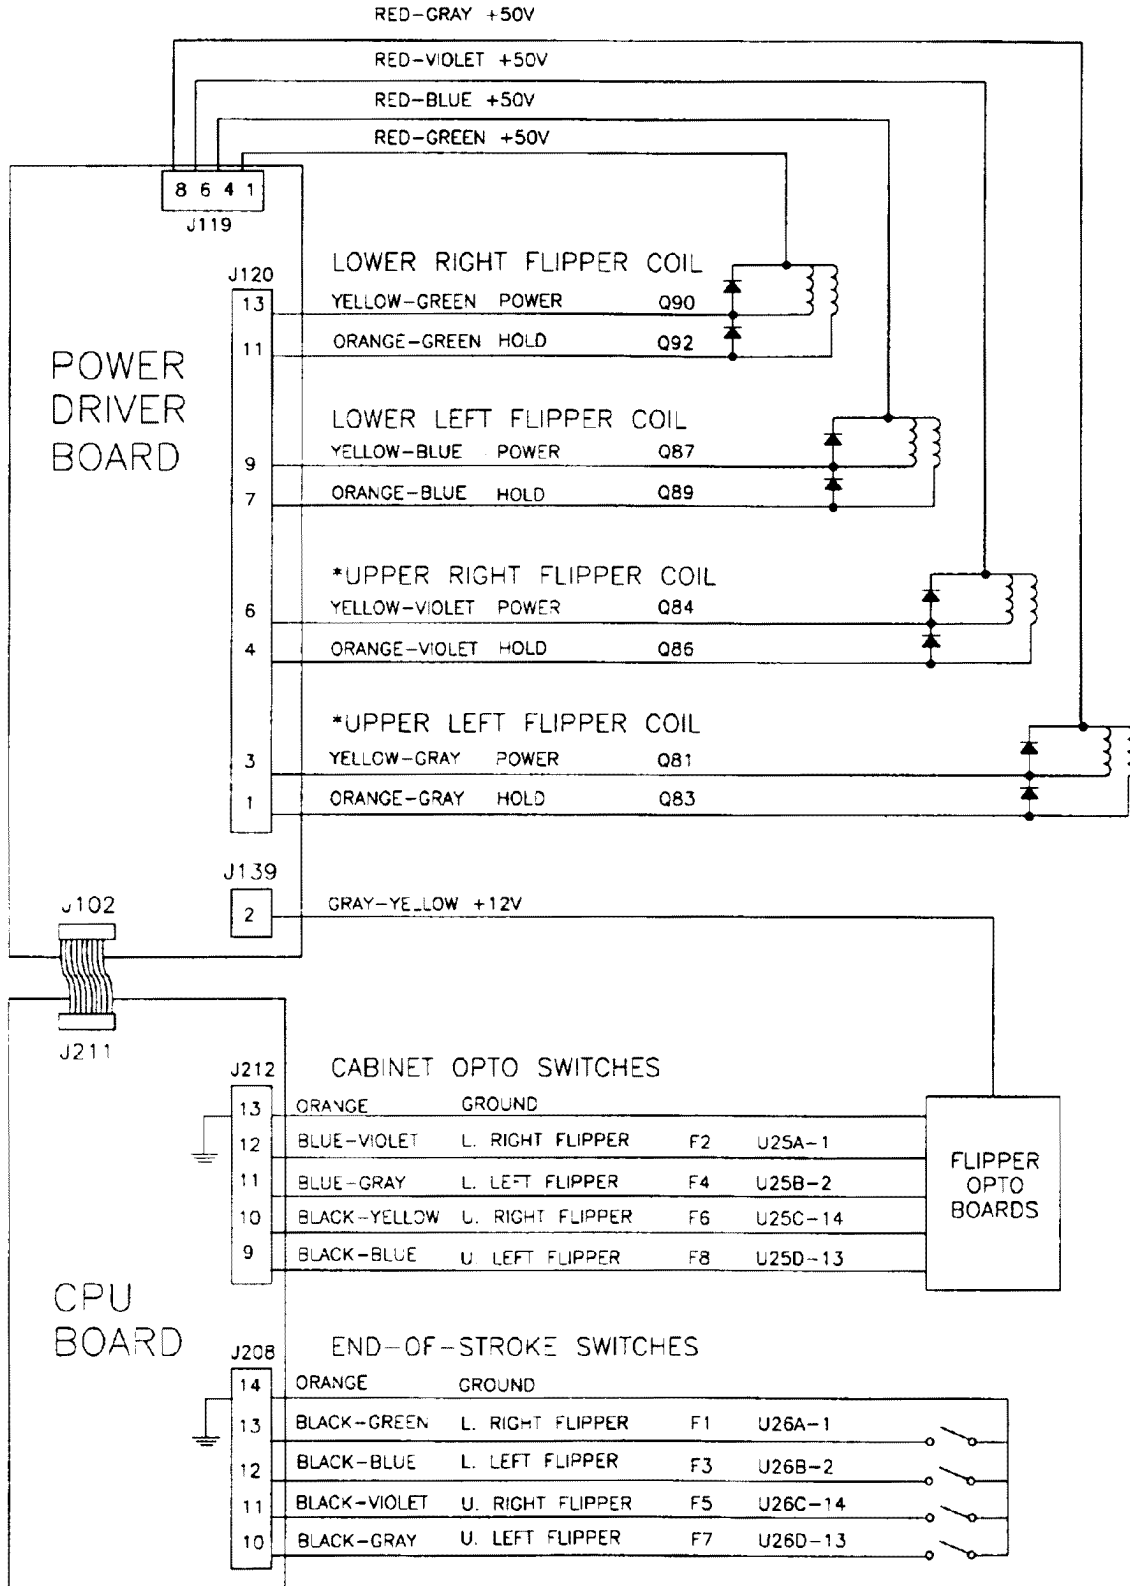 RED-GRAY +50V
RED-VIOLET +50V
RED-BLUE +50V
RED-GREEN +50V
8 6 4 1
J119
LOWER RIGHT FLIPPER COIL
J120
13 YELLOW-GREEN POWER Q90
11 ORANGE-GREEN HOLD Q92
POWER
DRIVER
BOARD
LOWER LEFT FLIPPER COIL
9 YELLOW-BLUE POWER Q87
7 ORANGE-BLUE HOLD Q89
*UPPER RIGHT FLIPPER COIL
6 YELLOW-VIOLET POWER Q84
4 ORANGE-VIOLET HOLD Q86
*UPPER LEFT FLIPPER COIL
3 YELLOW-GRAY POWER Q81
1 ORANGE-GRAY HOLD Q83
J139
2 GRAY-YELLOW +12V
J102
J211
J212 CABINET OPTO SWITCHES
13 ORANGE GROUND
12 BLUE-VIOLET L. RIGHT FLIPPER F2 U25A-1
11 BLUE-GRAY L. LEFT FLIPPER F4 U25B-2
10 BLACK-YELLOW U. RIGHT FLIPPER F6 U25C-14
9 BLACK-BLUE U. LEFT FLIPPER F8 U25D-13
FLIPPER
OPTO
BOARDS
CPU
BOARD
J208 END-OF-STROKE SWITCHES
14 ORANGE GROUND
13 BLACK-GREEN L. RIGHT FLIPPER F1 U26A-1
12 BLACK-BLUE L. LEFT FLIPPER F3 U26B-2
11 BLACK-VIOLET U. RIGHT FLIPPER F5 U26C-14
10 BLACK-GRAY U. LEFT FLIPPER F7 U26D-13